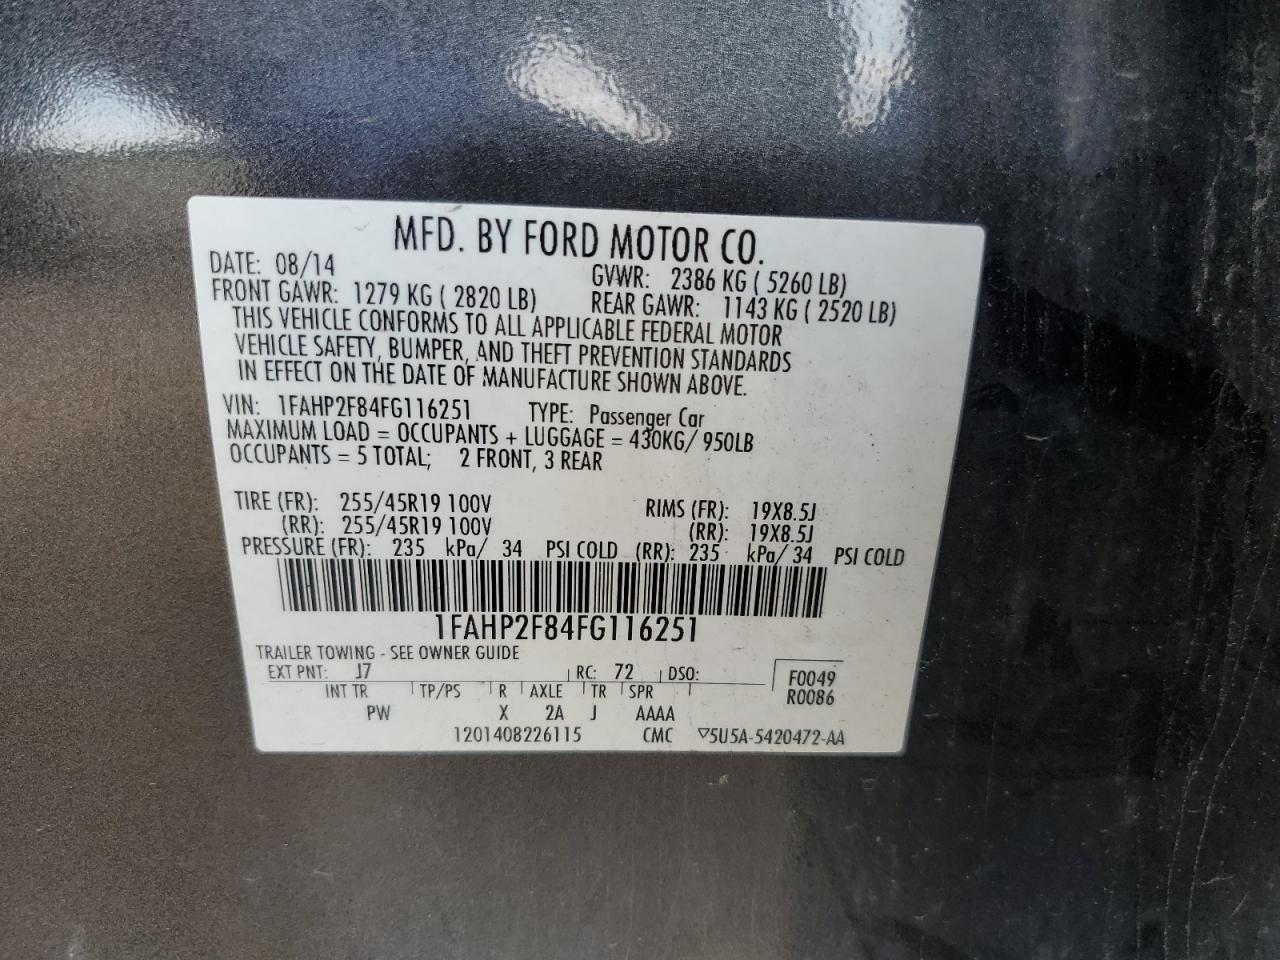 MFD. BY FORD MOTOR CO.
DATE: 08/14 GVWR: 2386 KG ( 5260 LB)
FRONT GAWR: 1279 KG ( 2820 LB) REAR GAWR: 1143 KG ( 2520 LB)
THIS VEHICLE CONFORMS TO ALL APPLICABLE FEDERAL MOTOR
VEHICLE SAFETY, BUMPER, AND THEFT PREVENTION STANDARDS
IN EFFECT ON THE DATE OF MANUFACTURE SHOWN ABOVE.
VIN: 1FAHP2F84FG116251 TYPE: Passenger Car
MAXIMUM LOAD = OCCUPANTS + LUGGAGE = 430KG/ 950LB
OCCUPANTS = 5 TOTAL; 2 FRONT, 3 REAR
TIRE (FR): 255/45R19 100V RIMS (FR): 19X8.5J
(RR): 255/45R19 100V (RR): 19X8.5J
PRESSURE (FR): 235 kPa/ 34 PSI COLD (RR): 235 kPa/ 34 PSI COLD
1FAHP2F84FG116251
TRAILER TOWING - SEE OWNER GUIDE
EXT PNT: J7 RC: 72 DSO: F0049
INT TR TP/PS R AXLE TR SPR R0086
PW X 2A J AAAA
1201408226115 CMC ▽5U5A-5420472-AA